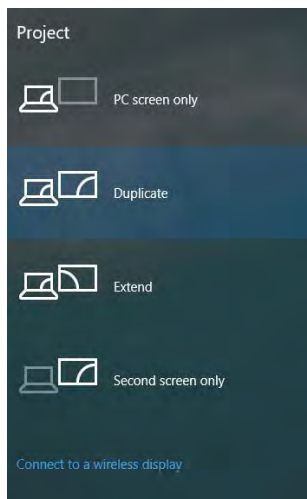 Project
PC screen only
Duplicate
Extend
Second screen only
Connect to a wireless display